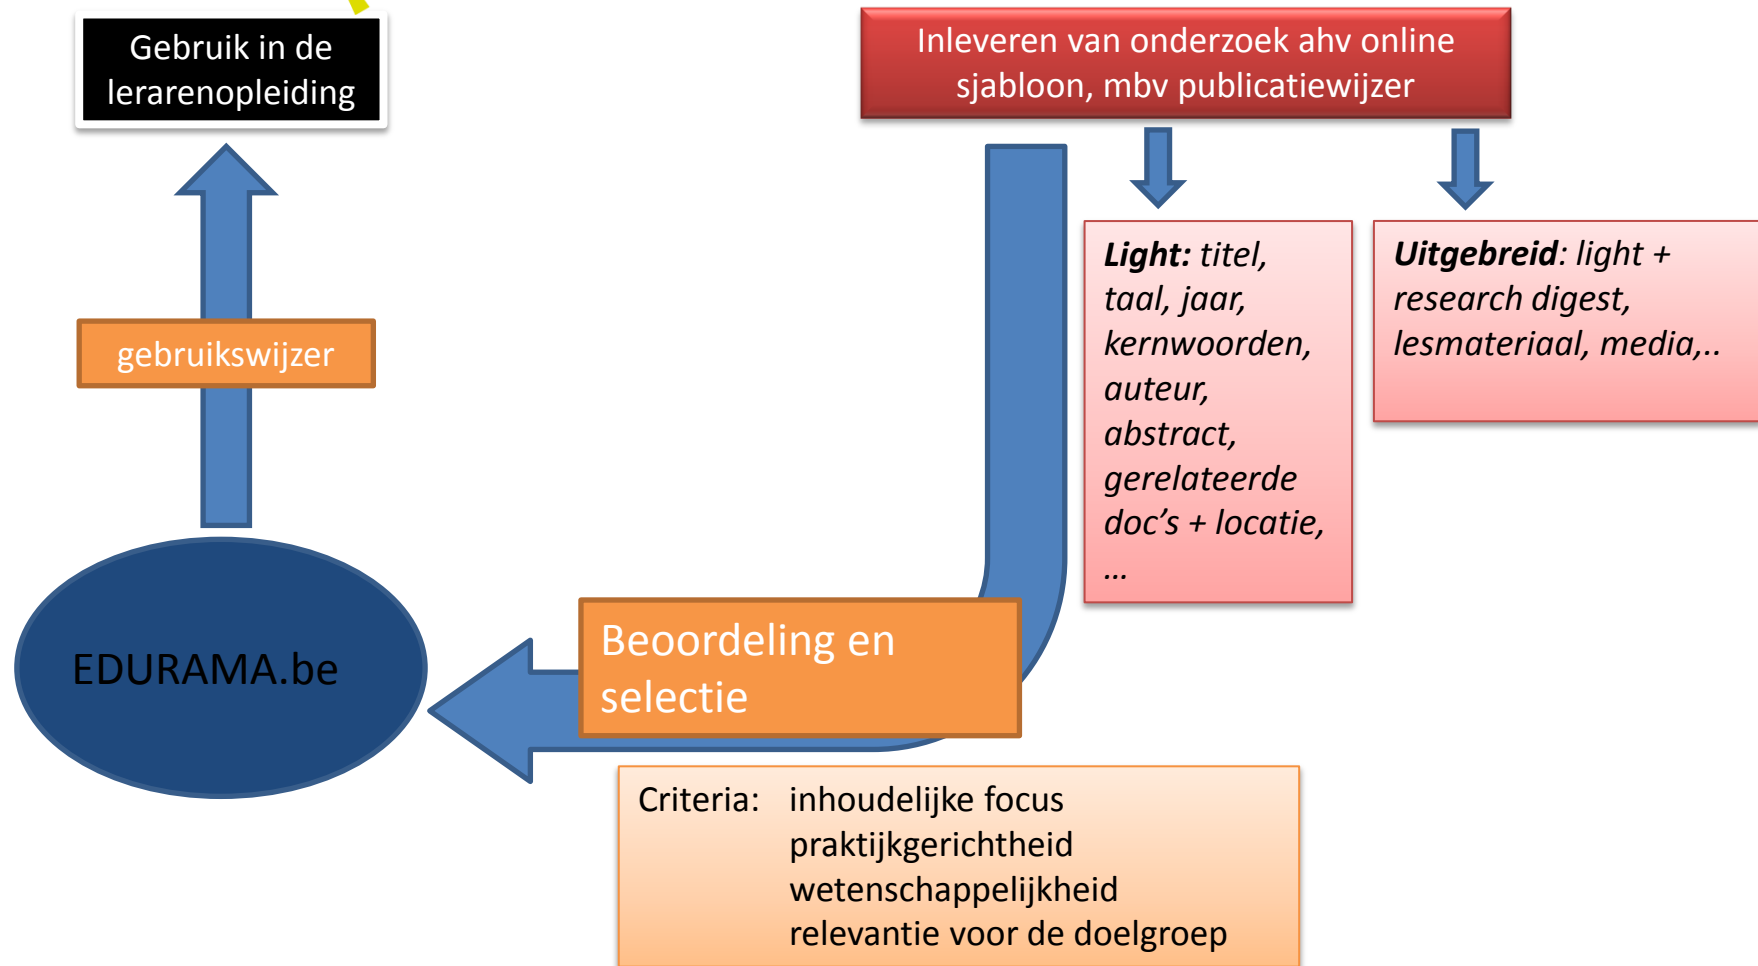 Gebruik in de
lerarenopleiding
Inleveren van onderzoek ahv online
sjabloon, mbv publicatiewijzer
Light: titel,
taal, jaar,
kernwoorden,
auteur,
abstract,
gerelateerde
doc’s + locatie,
...
Uitgebreid: light +
research digest,
lesmateriaal, media,..
gebruikswijzer
EDURAMA.be
Beoordeling en
selectie
Criteria: inhoudelijke focus
praktijkgerichtheid
wetenschappelijkheid
relevantie voor de doelgroep